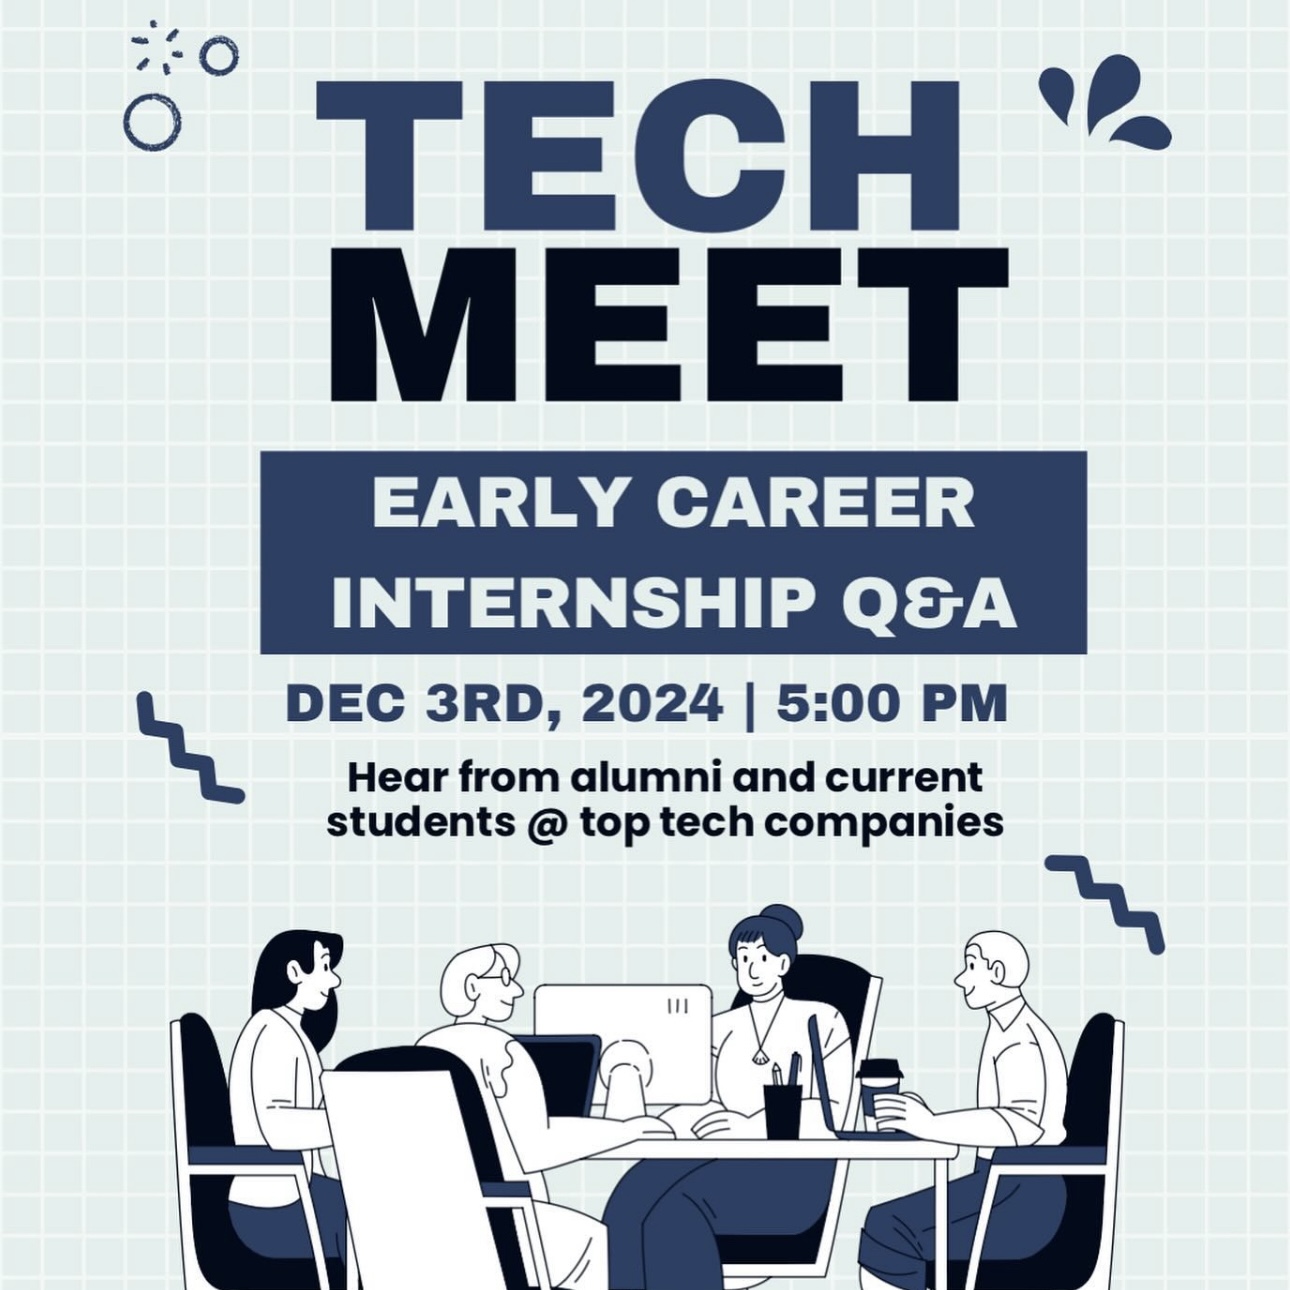 TECH
MEET
EARLY CAREER
INTERNSHIP Q&A
DEC 3RD, 2024 | 5:00 PM
Hear from alumni and current
students @ top tech companies